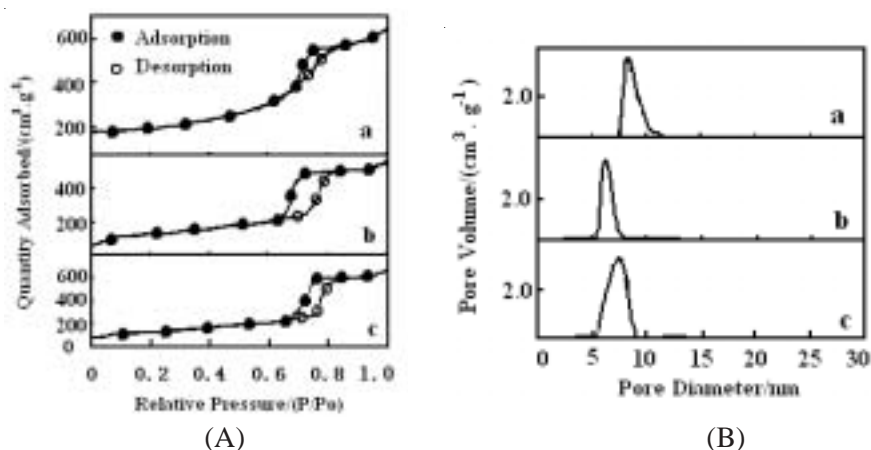 Quantity Adsorbed/(cm³·g⁻¹)
600
400
200
Adsorption
Desorption
a
400
200
b
600
400
200
0
c
0 0.2 0.4 0.6 0.8 1.0
Relative Pressure/(P/Po)
(A)
Pore Volume/(cm³·g⁻¹)
2.0
a
2.0
b
2.0
c
0 5 10 15 20 25 30
Pore Diameter/nm
(B)